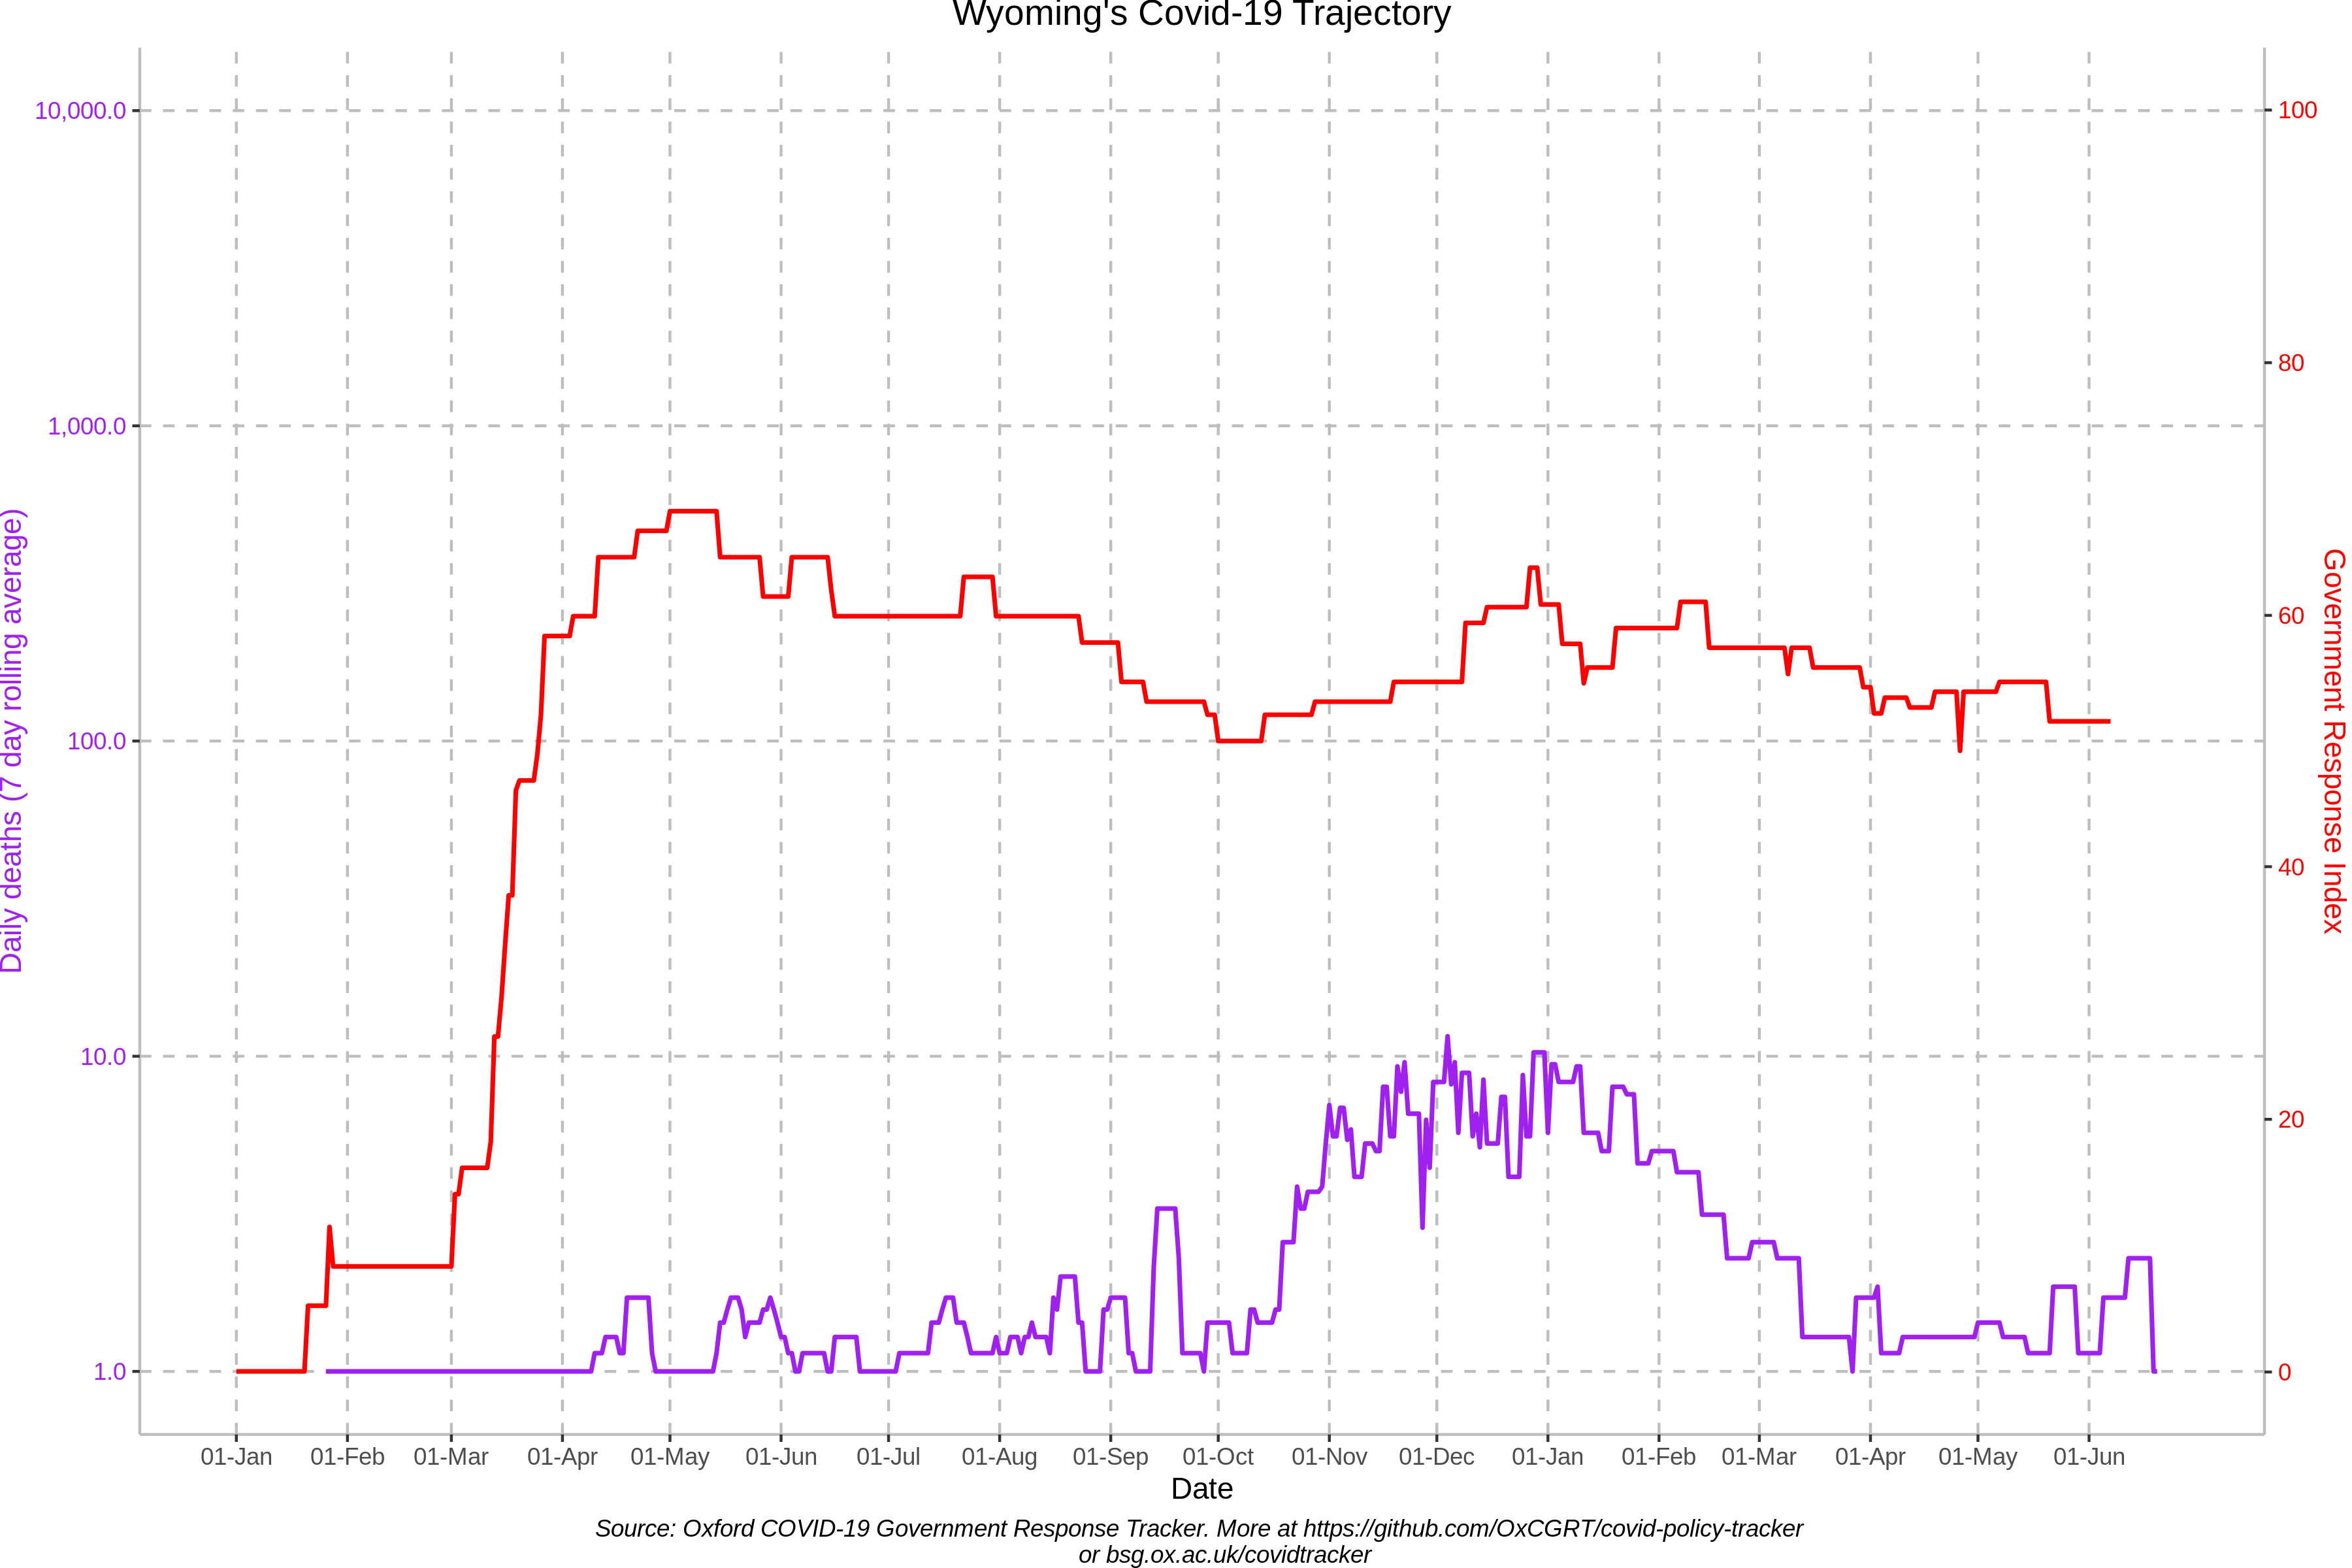 Wyoming's Covid-19 Trajectory
10,000.0
1,000.0
100.0
10.0
1.0
Daily deaths (7 day rolling average)
100
80
60
40
20
0
Government Response Index
01-Jan 01-Feb 01-Mar 01-Apr 01-May 01-Jun 01-Jul 01-Aug 01-Sep 01-Oct 01-Nov 01-Dec 01-Jan 01-Feb 01-Mar 01-Apr 01-May 01-Jun
Date
Source: Oxford COVID-19 Government Response Tracker. More at https://github.com/OxCGRT/covid-policy-tracker
or bsg.ox.ac.uk/covidtracker